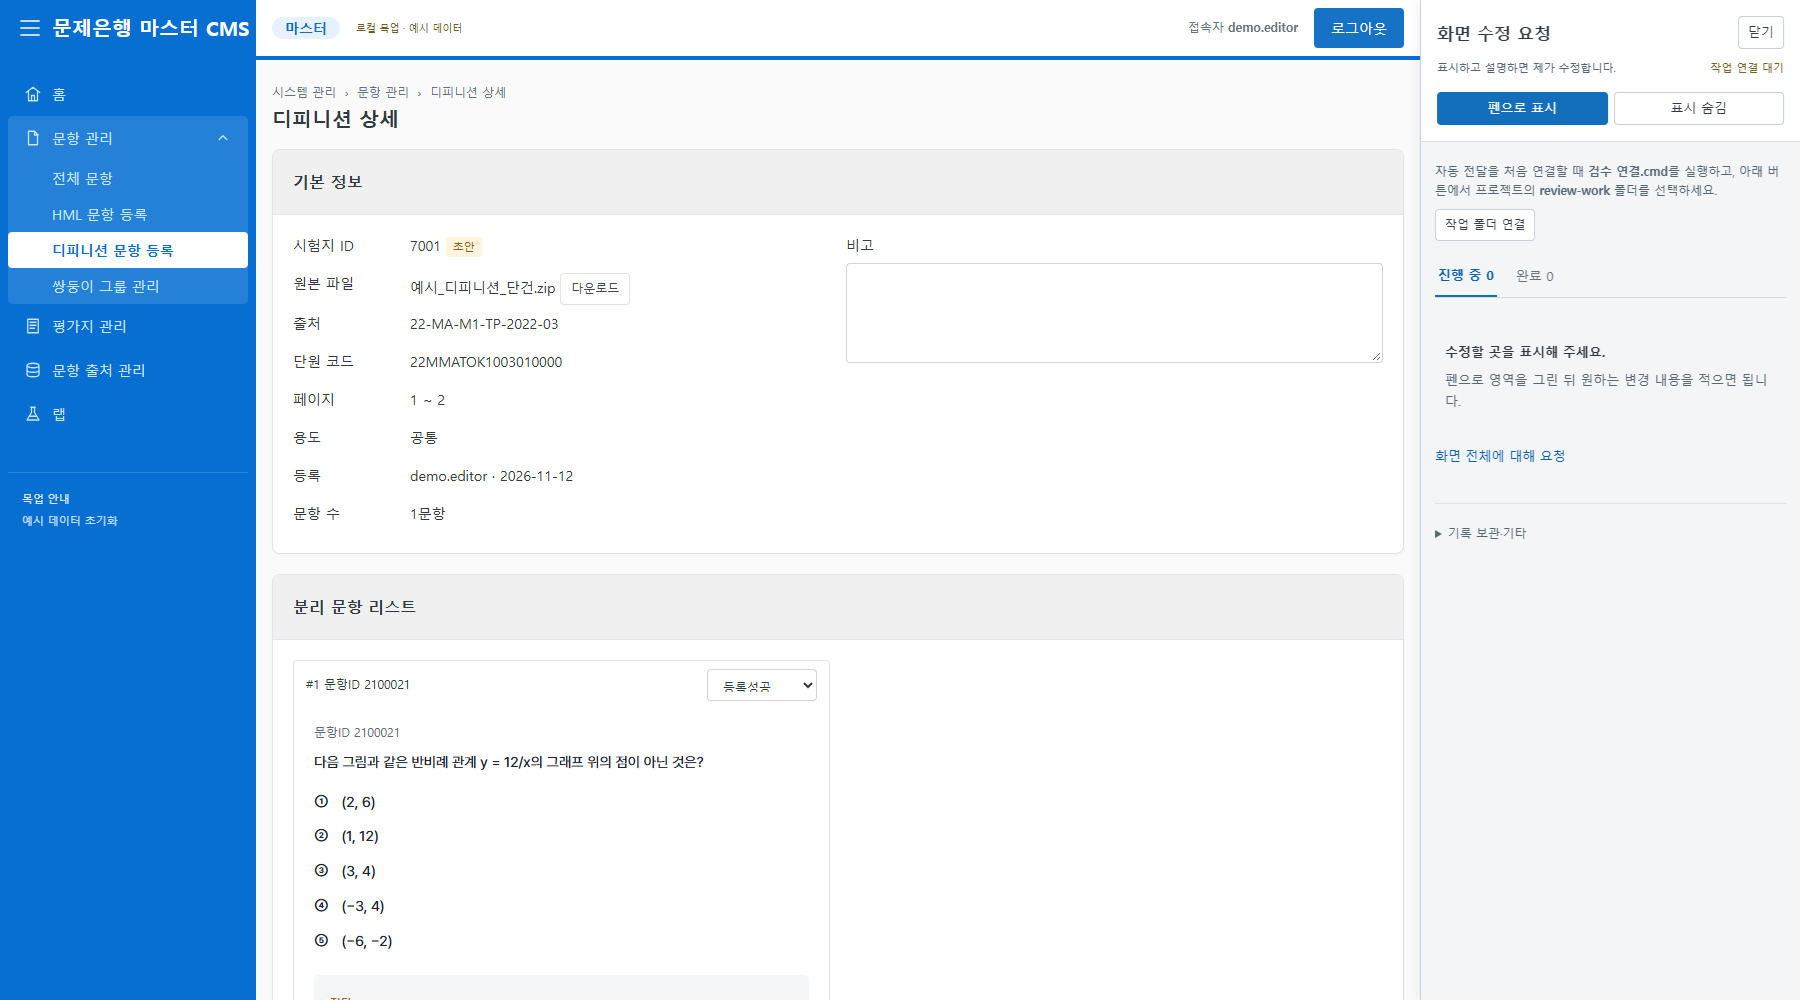 문제은행 마스터 CMS
홈
문항 관리
전체 문항
HML 문항 등록
디피니션 문항 등록
쌍둥이 그룹 관리
평가지 관리
문항 출처 관리
랩
목업 안내
예시 데이터 초기화
마스터
로컬 목업 · 예시 데이터
접속자 demo.editor
로그아웃
시스템 관리 › 문항 관리 › 디피니션 상세
디피니션 상세
기본 정보
시험지 ID 7001 초안
원본 파일 예시_디피니션_단건.zip 다운로드
출처 22-MA-M1-TP-2022-03
단원 코드 22MMATOK1003010000
페이지 1 ~ 2
용도 공통
등록 demo.editor · 2026-11-12
문항 수 1문항
비고
분리 문항 리스트
#1 문항ID 2100021
등록성공
문항ID 2100021
다음 그림과 같은 반비례 관계 y = 12/x의 그래프 위의 점이 아닌 것은?
① (2, 6)
② (1, 12)
③ (3, 4)
④ (−3, 4)
⑤ (−6, −2)
화면 수정 요청
닫기
표시하고 설명하면 제가 수정합니다.
작업 연결 대기
펜으로 표시
표시 숨김
자동 전달을 처음 연결할 때 검수 연결.cmd를 실행하고, 아래 버
튼에서 프로젝트의 review-work 폴더를 선택하세요.
작업 폴더 연결
진행 중 0
완료 0
수정할 곳을 표시해 주세요.
펜으로 영역을 그린 뒤 원하는 변경 내용을 적으면 됩니
다.
화면 전체에 대해 요청
▶ 기록 보관·기타